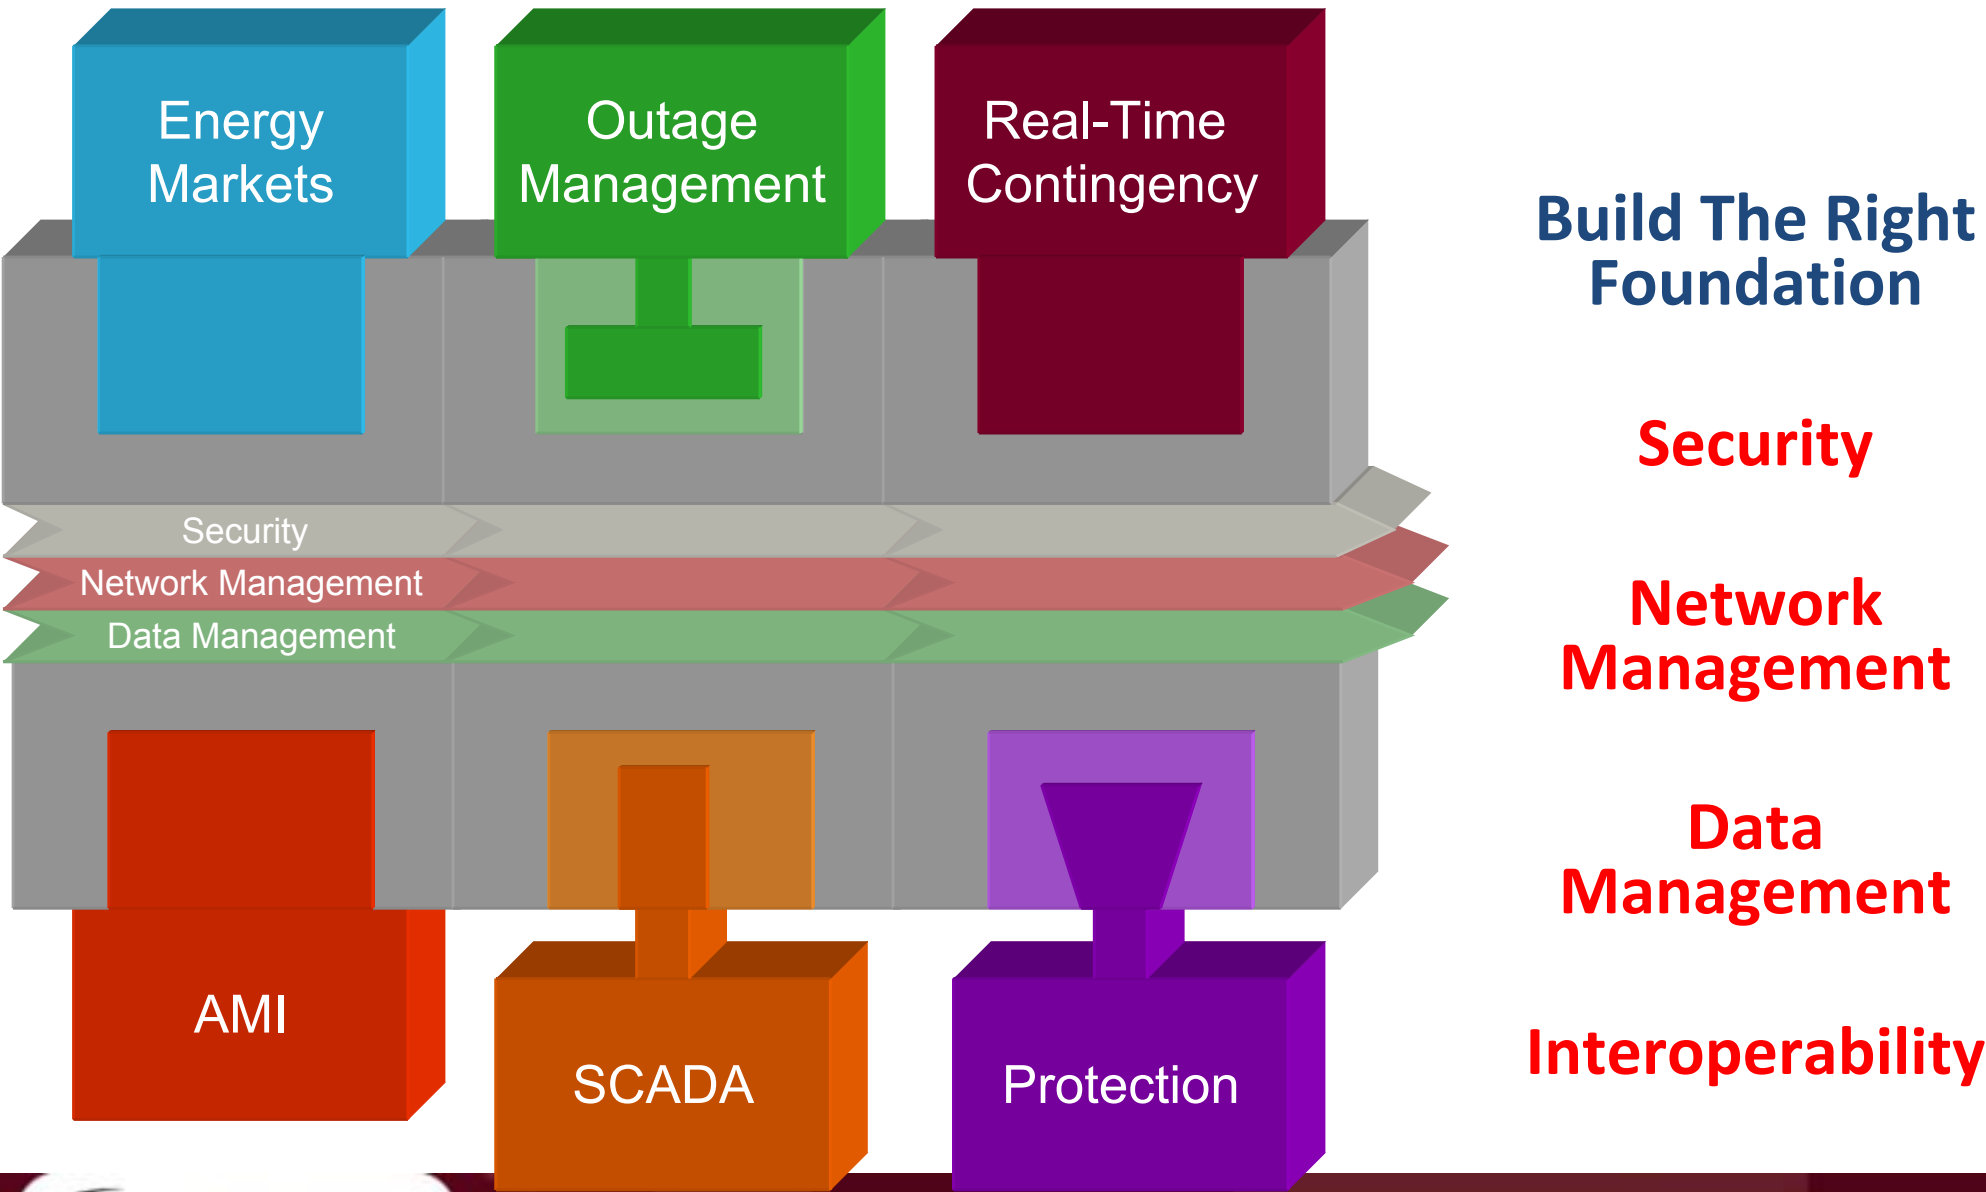 Energy
Markets
Outage
Management
Real-Time
Contingency
Security
Network Management
Data Management
AMI
SCADA
Protection
Build The Right
Foundation
Security
Network
Management
Data
Management
Interoperability